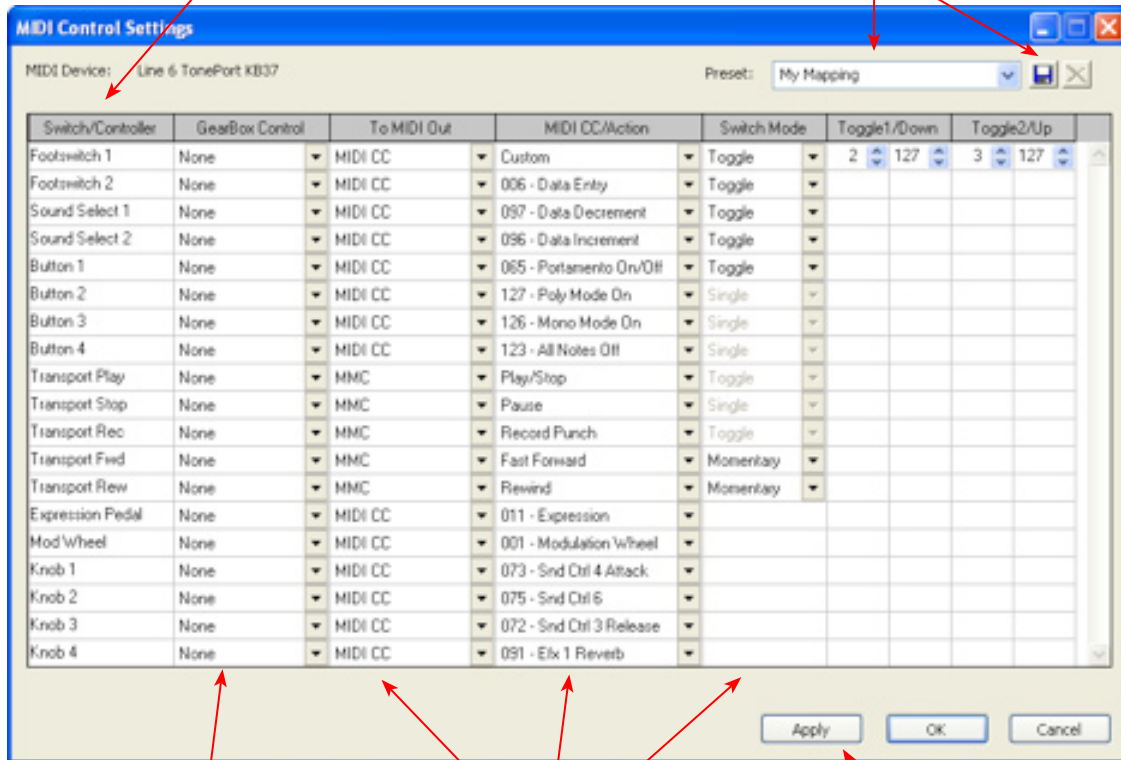 MIDI Control Settings
MIDI Device: Line 6 TonePort KB37 Preset: My Mapping
Switch/Controller GearBox Control To MIDI Out MIDI CC/Action Switch Mode Toggle1/Down Toggle2/Up
Footswitch 1 None MIDI CC Custom Toggle 2 127 3 127
Footswitch 2 None MIDI CC 006 - Data Entry Toggle
Sound Select 1 None MIDI CC 097 - Data Decrement Toggle
Sound Select 2 None MIDI CC 096 - Data Increment Toggle
Button 1 None MIDI CC 065 - Portamento On/Off Toggle
Button 2 None MIDI CC 127 - Poly Mode On Single
Button 3 None MIDI CC 126 - Mono Mode On Single
Button 4 None MIDI CC 123 - All Notes Off Single
Transport Play None MMC Play/Stop Toggle
Transport Stop None MMC Pause Single
Transport Rec None MMC Record Punch Toggle
Transport Fwd None MMC Fast Forward Momentary
Transport Rew None MMC Rewind Momentary
Expression Pedal None MIDI CC 011 - Expression
Mod Wheel None MIDI CC 001 - Modulation Wheel
Knob 1 None MIDI CC 073 - Snd Ctrl 4 Attack
Knob 2 None MIDI CC 075 - Snd Ctrl 6
Knob 3 None MIDI CC 072 - Snd Ctrl 3 Release
Knob 4 None MIDI CC 091 - Efx 1 Reverb
Apply OK Cancel